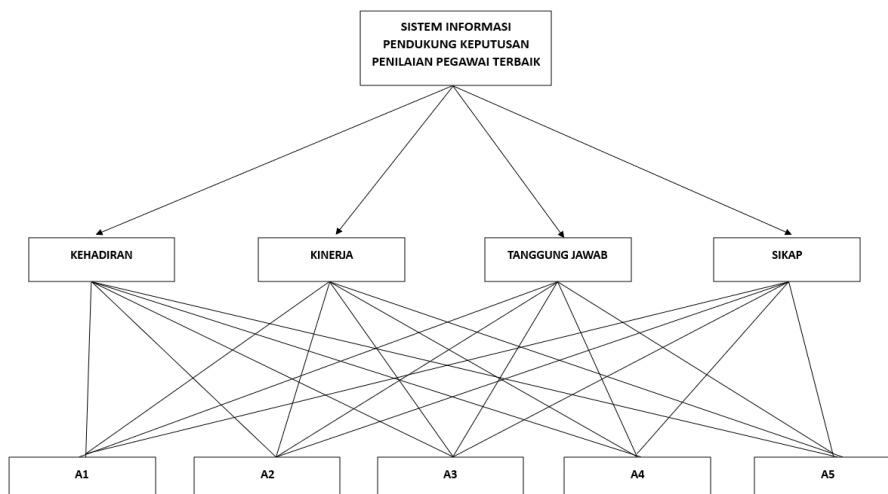 SISTEM INFORMASI
PENDUKUNG KEPUTUSAN
PENILAIAN PEGAWAI TERBAIK
KEHADIRAN
KINERJA
TANGGUNG JAWAB
SIKAP
A1
A2
A3
A4
A5